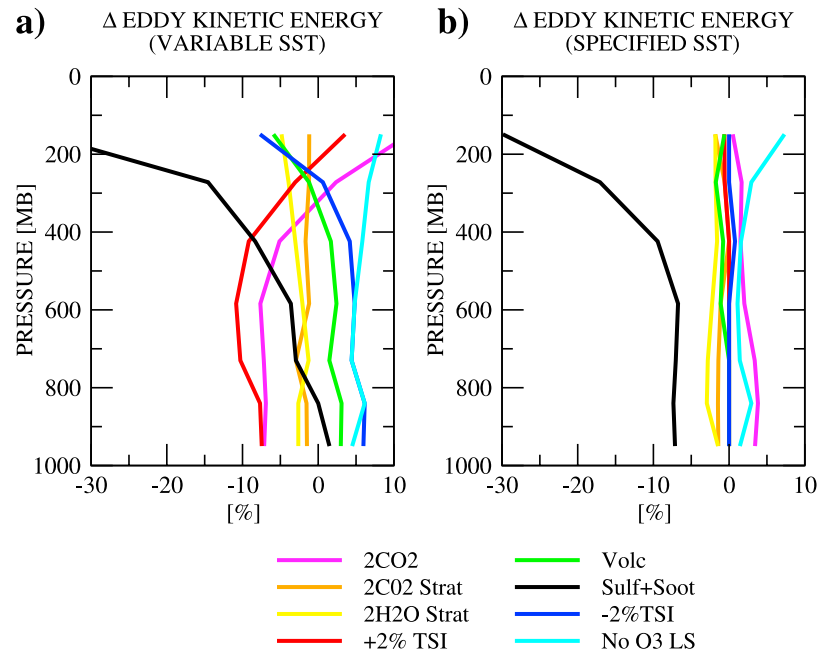 a)
Δ EDDY KINETIC ENERGY
(VARIABLE SST)
0
200
400
600
800
1000
PRESSURE [MB]
-30
-20
-10
0
10
[%]
b)
Δ EDDY KINETIC ENERGY
(SPECIFIED SST)
0
200
400
600
800
1000
PRESSURE [MB]
-30
-20
-10
0
10
[%]
2CO2
2C02 Strat
2H2O Strat
+2% TSI
Volc
Sulf+Soot
-2%TSI
No O3 LS